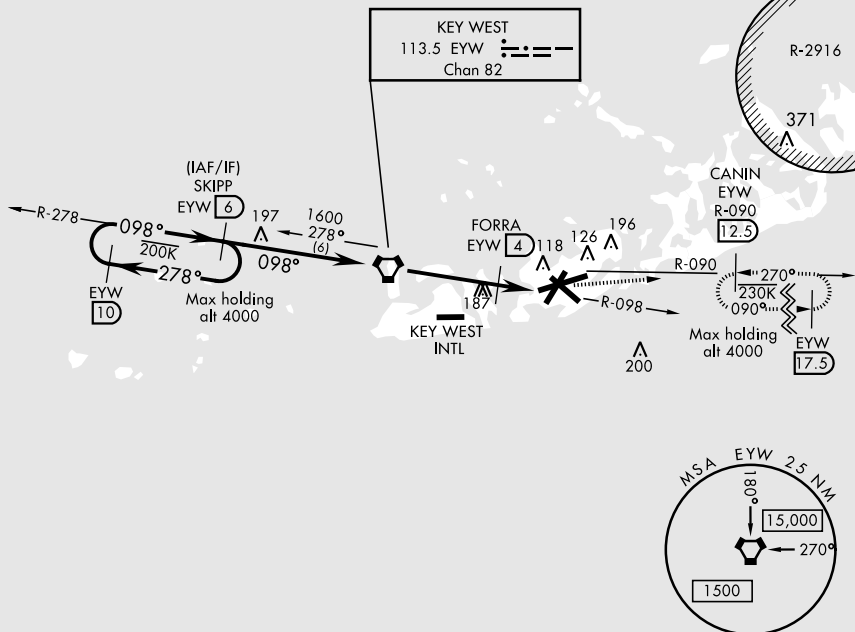 KEY WEST
113.5 EYW
Chan 82
R-2916
371
(IAF/IF)
SKIPP
EYW 6
197
1600
278°
(6)
R-278
098°
200K
098°
278°
EYW
10
Max holding
alt 4000
FORRA
EYW 4
118
126
196
187
KEY WEST
INTL
CANIN
EYW
R-090
12.5
R-090
R-098
270°
230K
090°
Max holding
alt 4000
EYW
17.5
200
MSA EYW 25 NM
180°
15,000
270°
1500